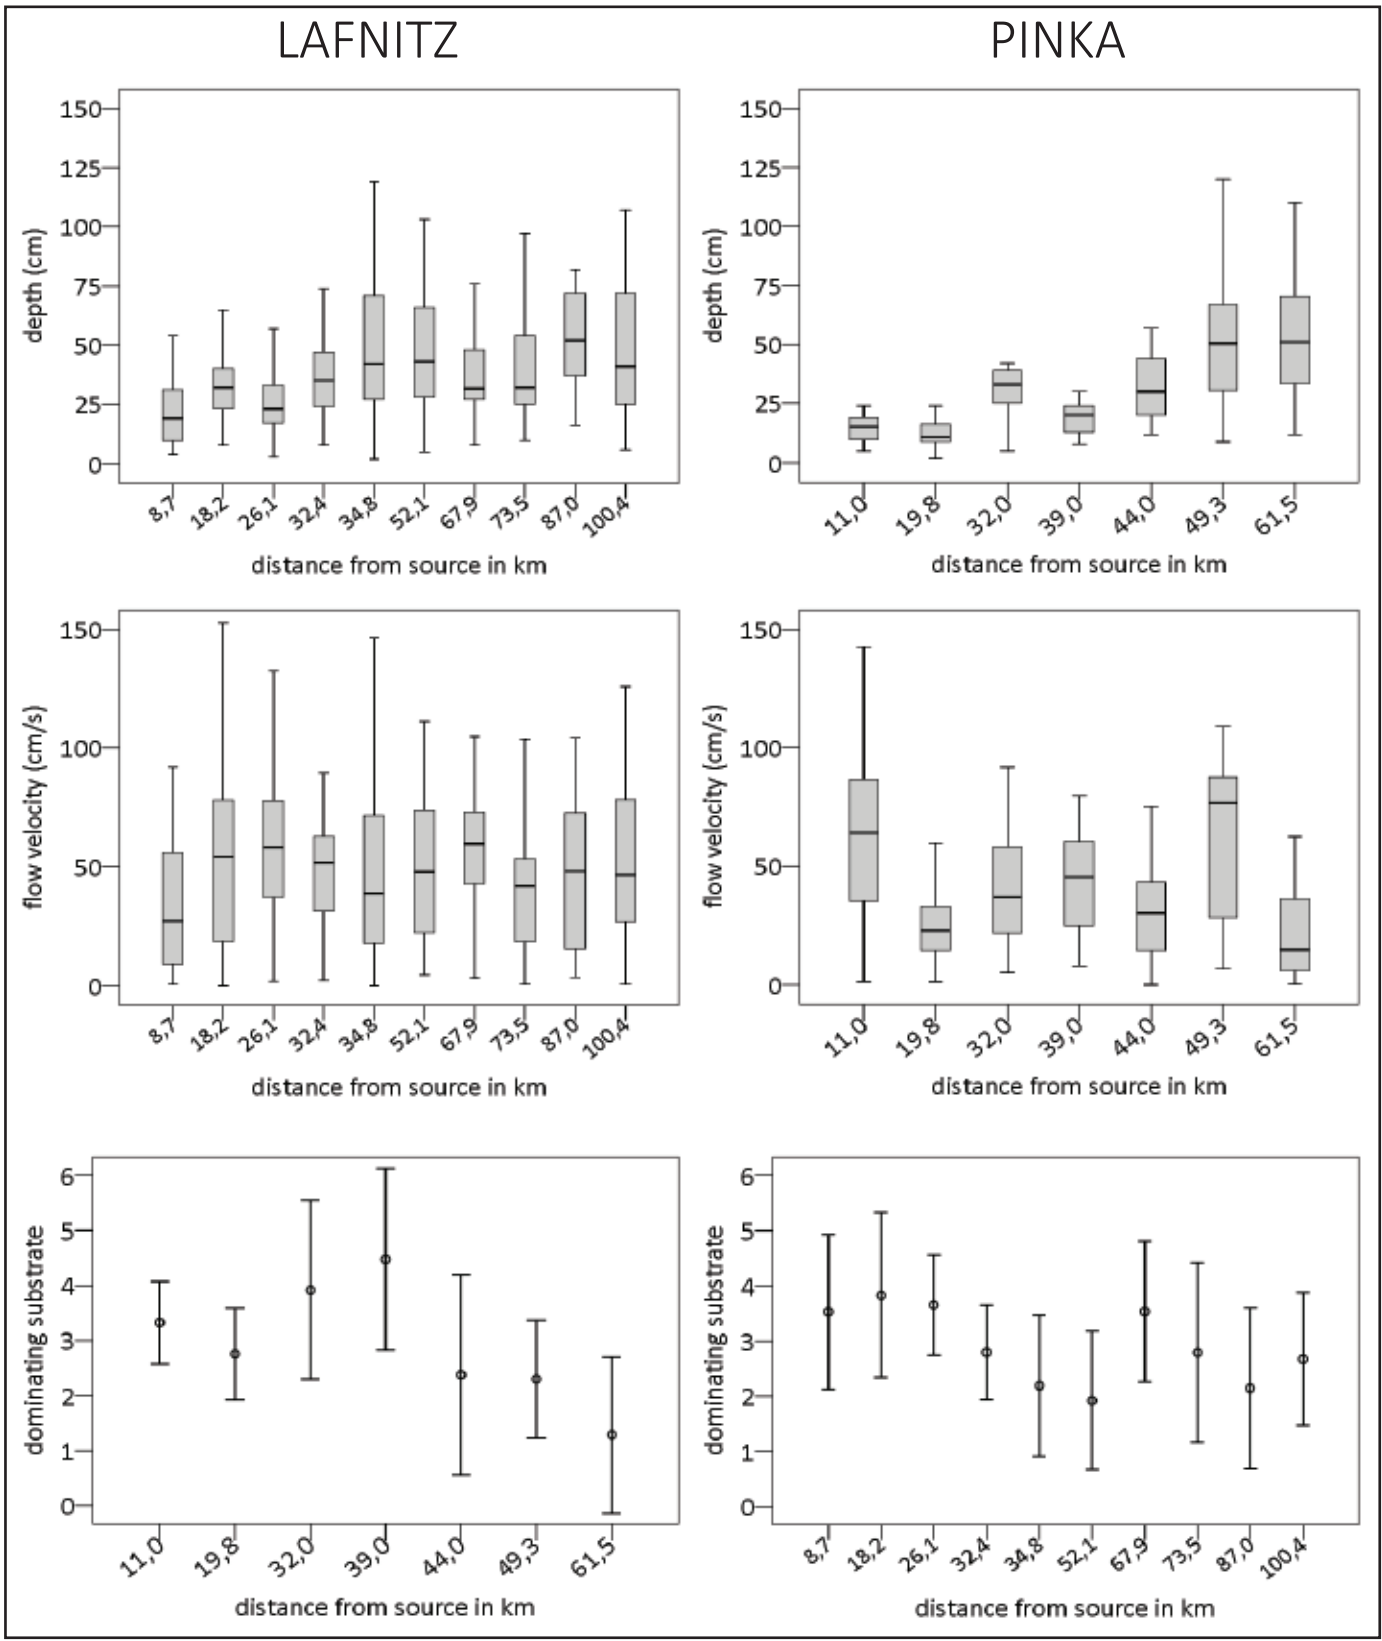 LAFNITZ
PINKA
depth (cm)
150
125
100
75
50
25
0
8,7 18,2 26,1 32,4 34,8 52,1 67,9 73,5 87,0 100,4
distance from source in km
depth (cm)
150
125
100
75
50
25
0
11,0 19,8 32,0 39,0 44,0 49,3 61,5
distance from source in km
flow velocity (cm/s)
150
100
50
0
8,7 18,2 26,1 32,4 34,8 52,1 67,9 73,5 87,0 100,4
distance from source in km
flow velocity (cm/s)
150
100
50
0
11,0 19,8 32,0 39,0 44,0 49,3 61,5
distance from source in km
dominating substrate
6
5
4
3
2
1
0
11,0 19,8 32,0 39,0 44,0 49,3 61,5
distance from source in km
dominating substrate
6
5
4
3
2
1
0
8,7 18,2 26,1 32,4 34,8 52,1 67,9 73,5 87,0 100,4
distance from source in km